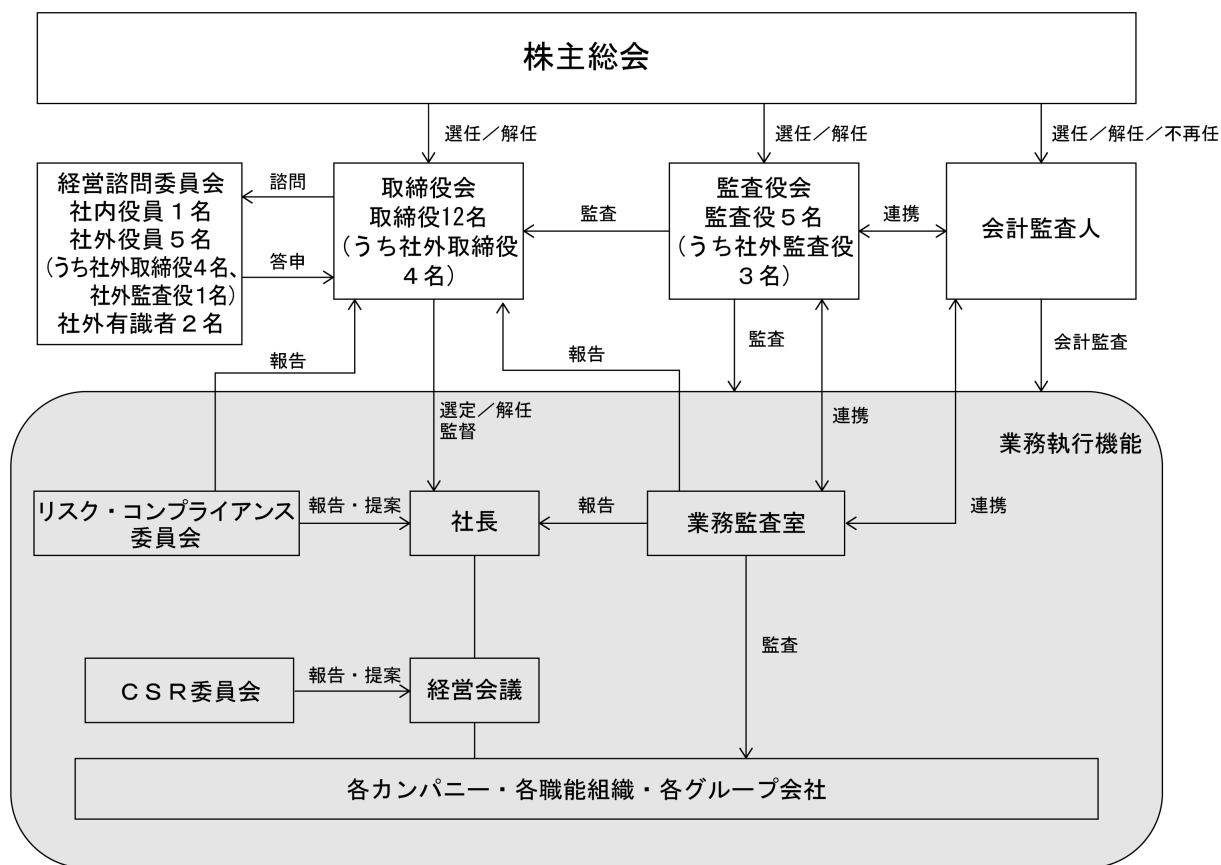 株主総会
選任／解任
選任／解任
選任／解任／不再任
経営諮問委員会
社内役員１名
社外役員５名
(うち社外取締役4名、
社外監査役1名)
社外有識者２名
諮問
答申
取締役会
取締役12名
(うち社外取締役
４名)
監査
監査役会
監査役５名
(うち社外監査役
３名)
連携
会計監査人
報告
報告
監査
会計監査
選定／解任
監督
連携
業務執行機能
リスク・コンプライアンス
委員会
報告・提案
社長
報告
業務監査室
連携
監査
ＣＳＲ委員会
報告・提案
経営会議
各カンパニー・各職能組織・各グループ会社